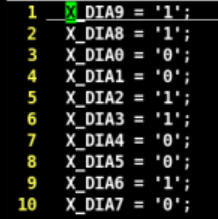 1 X_DIA9 = '1';
2 X_DIA8 = '1';
3 X_DIA0 = '0';
4 X_DIA1 = '0';
5 X_DIA2 = '1';
6 X_DIA3 = '1';
7 X_DIA4 = '0';
8 X_DIA5 = '0';
9 X_DIA6 = '1';
10 X_DIA7 = '0';